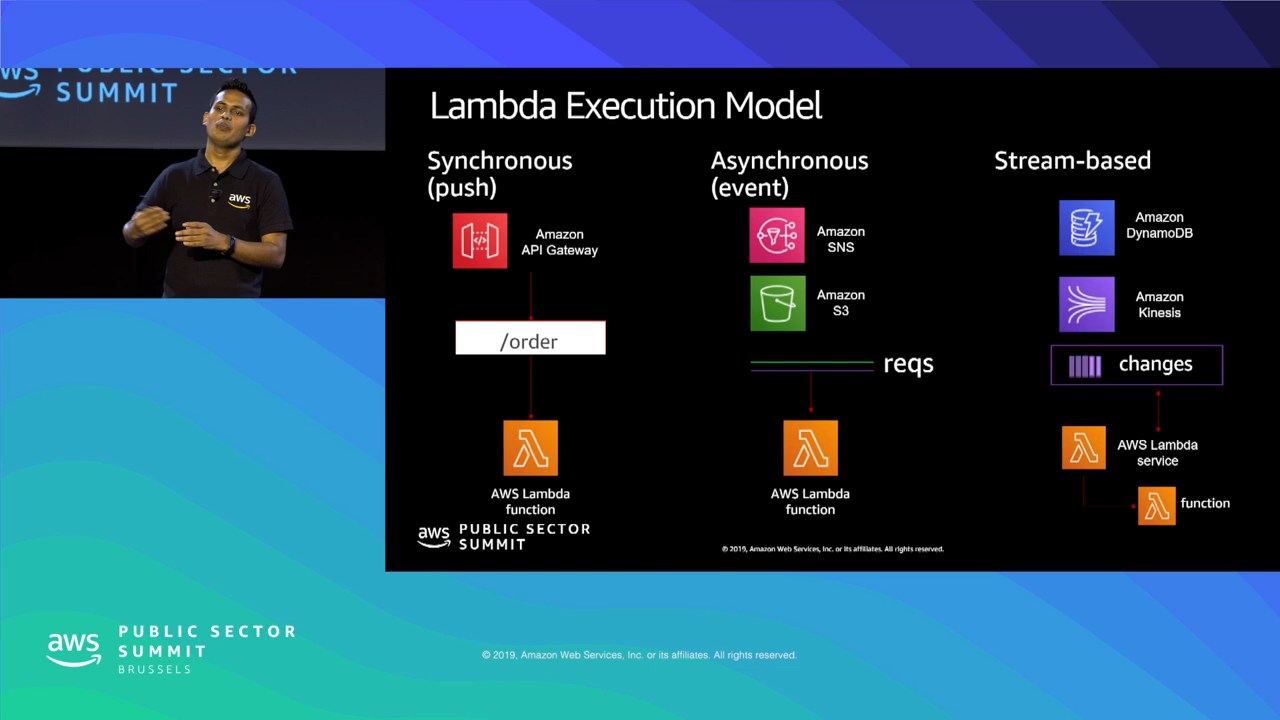 WS PUBLIC SECTOR
SUMMIT
aws
Lambda Execution Model
Synchronous
(push)
Amazon
API Gateway
/order
AWS Lambda
function
Asynchronous
(event)
Amazon
SNS
Amazon
S3
reqs
AWS Lambda
function
Stream-based
Amazon
DynamoDB
Amazon
Kinesis
changes
AWS Lambda
service
function
aws PUBLIC SECTOR
SUMMIT
© 2019, Amazon Web Services, Inc. or its affiliates. All rights reserved.
aws PUBLIC SECTOR
SUMMIT
BRUSSELS
© 2019, Amazon Web Services, Inc. or its affiliates. All rights reserved.